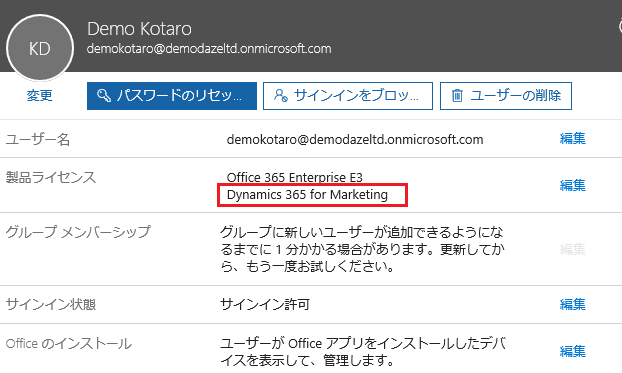 Demo Kotaro
KD
demokotaro@demodazeltd.onmicrosoft.com
変更
パスワードのリセッ...
サインインをブロッ...
ユーザーの削除
ユーザー名
demokotaro@demodazeltd.onmicrosoft.com
編集
製品ライセンス
Office 365 Enterprise E3
Dynamics 365 for Marketing
編集
グループ メンバーシップ
グループに新しいユーザーが追加できるようにな
るまでに 1 分かかる場合があります。更新してか
ら、もう一度お試しください。
編集
サインイン状態
サインイン許可
編集
Office のインストール
ユーザーが Office アプリをインストールしたデバ
イスを表示して、管理します。
編集